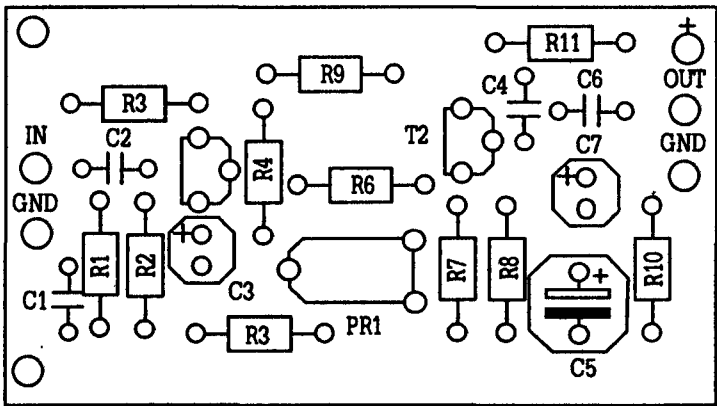 R11
+
R9
OUT
C4
C6
R3
IN
C2
T2
C7
GND
R4
R6
+
GND
+
R1
R2
R7
R8
+
R10
C3
C1
PR1
R3
C5